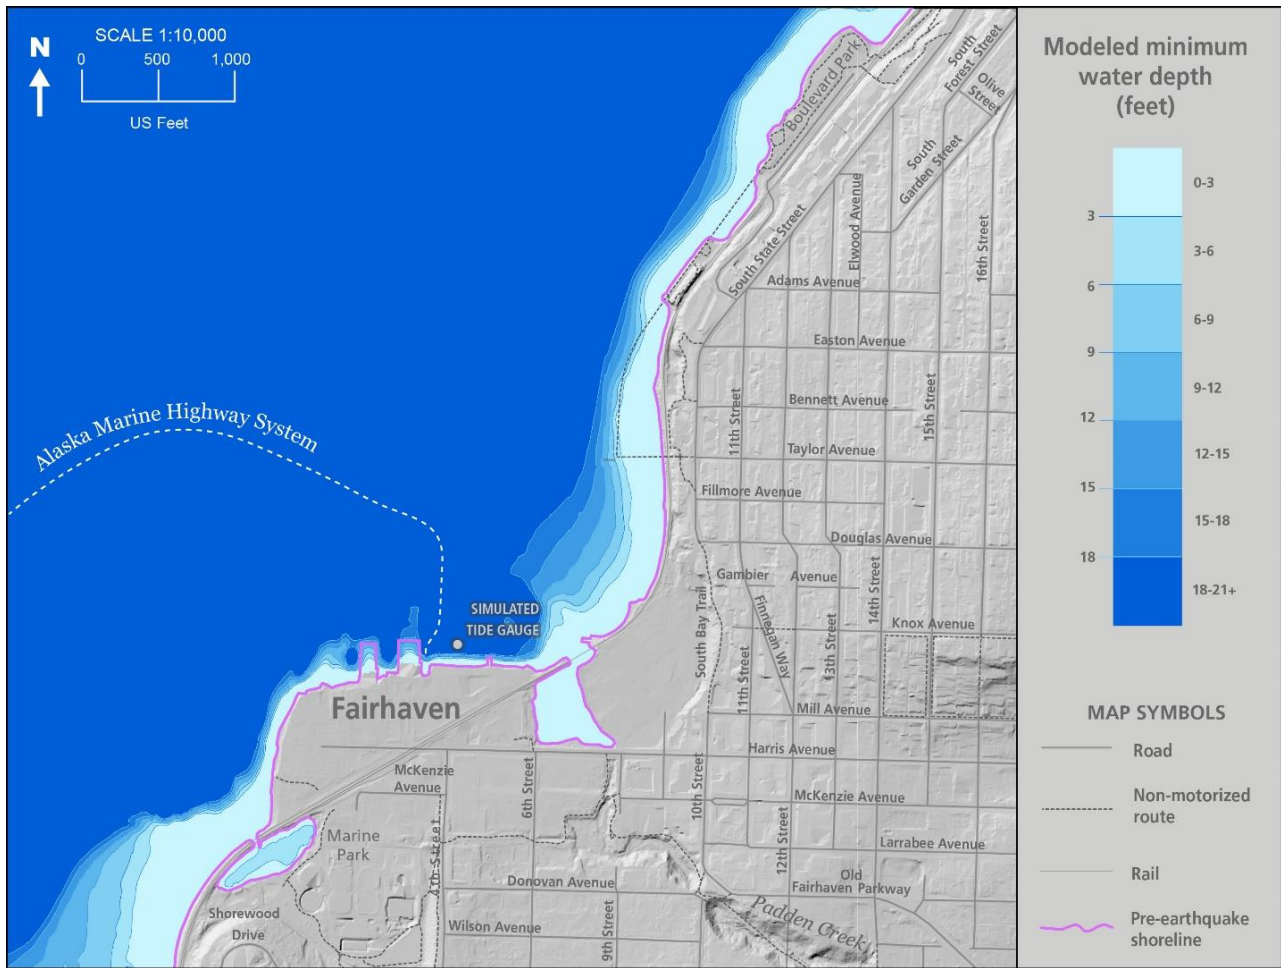 N
SCALE 1:10,000
0 500 1,000
US Feet
Boulevard Park
South
Forest Street
Olive
Street
South
Garden Street
Elwood Avenue
16th Street
South State Street
Adams Avenue
Easton Avenue
11th Street
Bennett Avenue
15th Street
Taylor Avenue
Fillmore Avenue
Douglas Avenue
Alaska Marine Highway System
Gambier Avenue
14th Street
SIMULATED
TIDE GAUGE
South Bay Trail
Finnegan Way
13th Street
Knox Avenue
11th Street
Fairhaven
Mill Avenue
Harris Avenue
McKenzie
Avenue
6th Street
10th Street
McKenzie Avenue
Marine
Park
4th Street
12th Street
Larrabee Avenue
Donovan Avenue
Old
Fairhaven Parkway
Shorewood
Drive
Wilson Avenue
9th Street
Padden Creek
Modeled minimum
water depth
(feet)
0-3
3
3-6
6
6-9
9
9-12
12
12-15
15
15-18
18
18-21+
MAP SYMBOLS
Road
Non-motorized
route
Rail
Pre-earthquake
shoreline